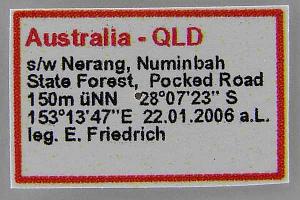 Australia - QLD
s/w Nerang, Numinbah
State Forest, Pocked Road
150m üNN 28°07'23" S
153°13'47"E 22.01.2006 a.L.
leg. E. Friedrich